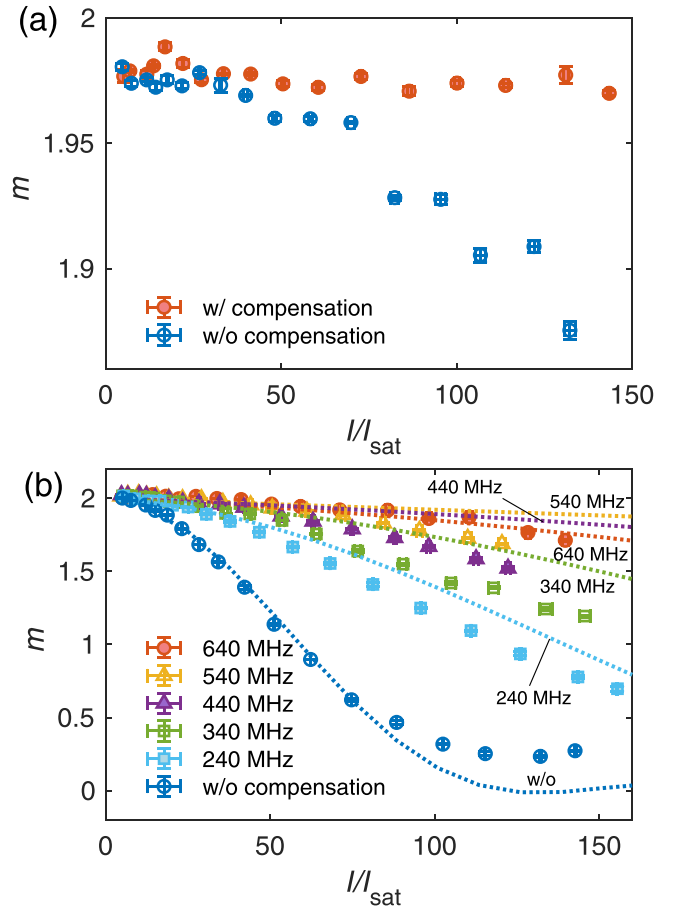 (a)
2
1.95
1.9
m
w/ compensation
w/o compensation
0
50
100
150
I/Isat
(b)
2
1.5
1
0.5
0
m
440 MHz
540 MHz
640 MHz
340 MHz
240 MHz
w/o
640 MHz
540 MHz
440 MHz
340 MHz
240 MHz
w/o compensation
0
50
100
150
I/Isat